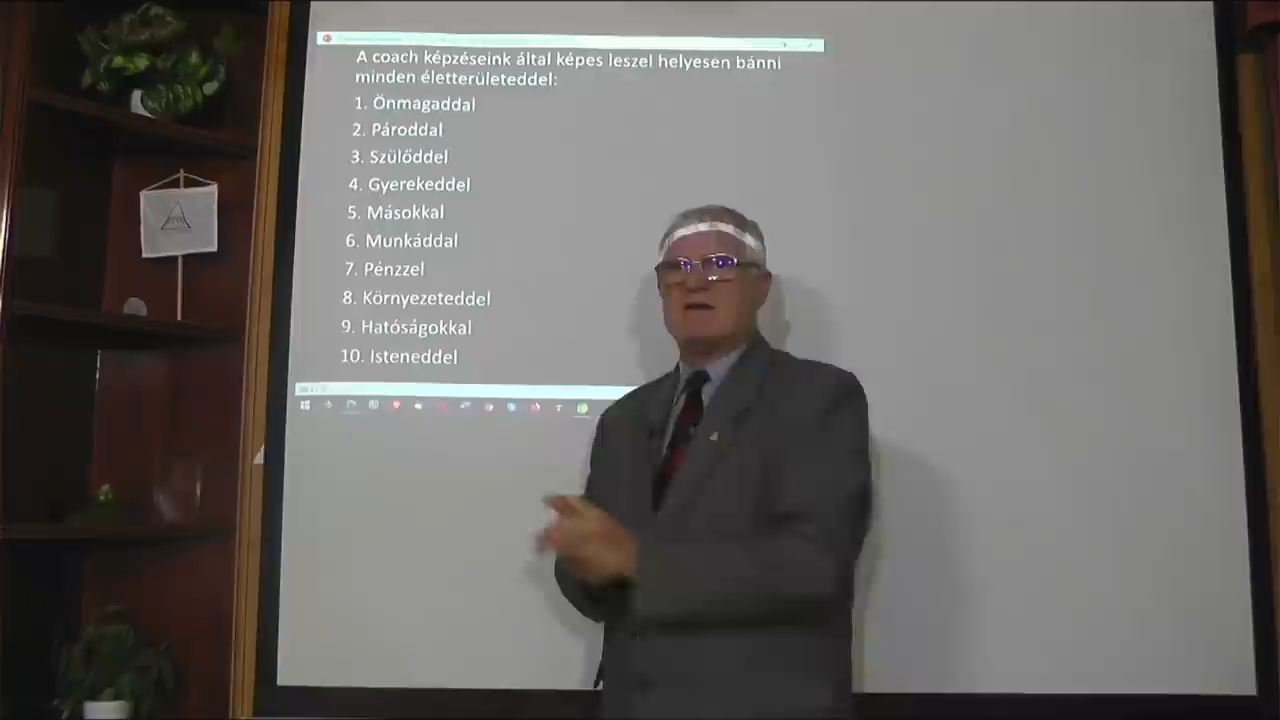 A coach képzéseink által képes leszel helyesen bánni
minden életterületeddel:
1. Önmagaddal
2. Pároddal
3. Szülőddel
4. Gyerekeddel
5. Másokkal
6. Munkáddal
7. Pénzzel
8. Környezeteddel
9. Hatóságokkal
10. Isteneddel